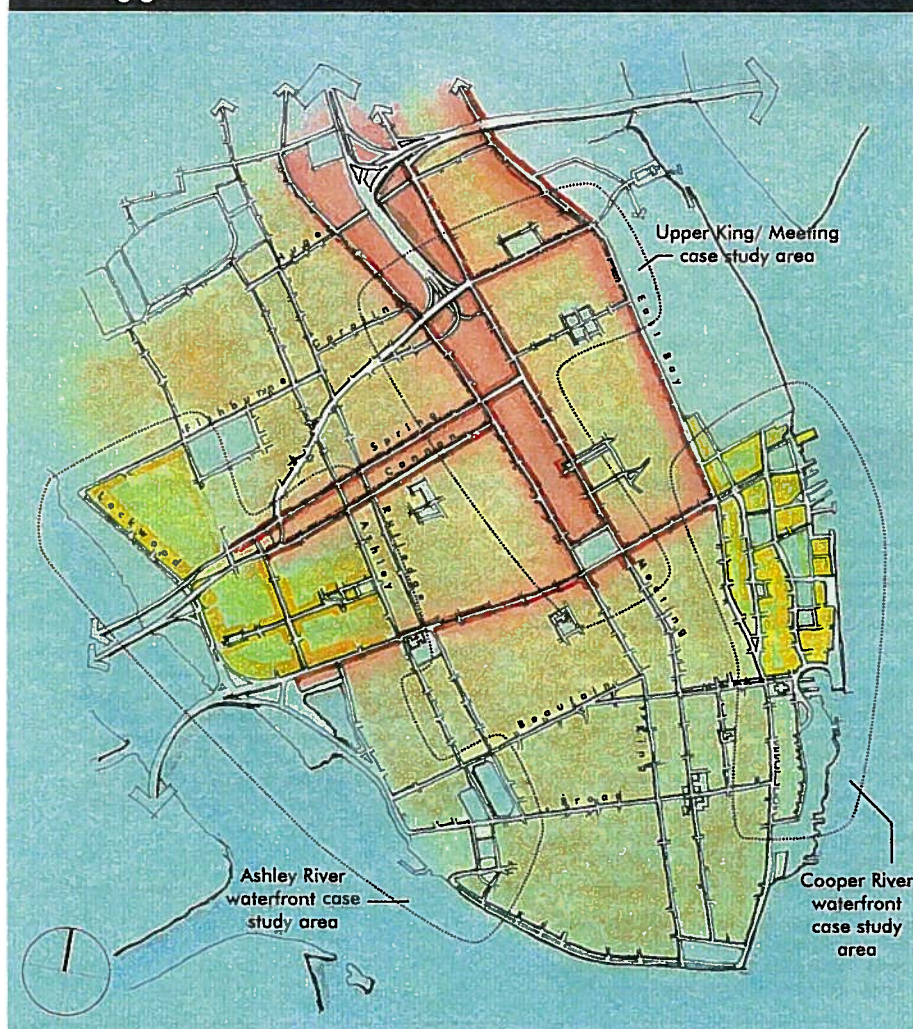 Upper King/ Meeting
case study area
East Bay
Carolin
Fishburne
Spring
Cannon
Lockwood
Rutledge
Ashley
Meeting
Beaufain
King
Broad
Ashley River
waterfront case
study area
Cooper River
waterfront
case study
area